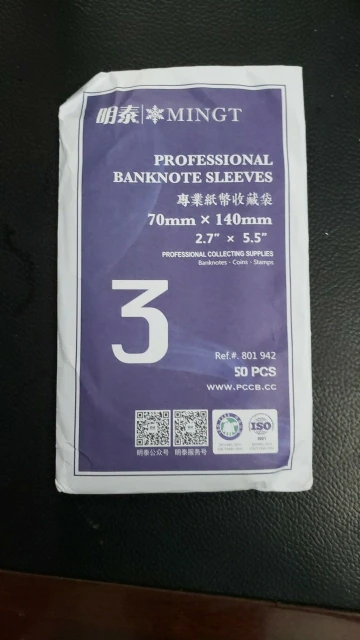 明泰 MINGT
PROFESSIONAL
BANKNOTE SLEEVES
專業紙幣收藏袋
70mm × 140mm
2.7" × 5.5"
PROFESSIONAL COLLECTING SUPPLIES
Banknotes - Coins - Stamps
3
Ref.#. 801 942
50 PCS
WWW.PCCB.CC
ISO
明泰公众号 明泰服务号